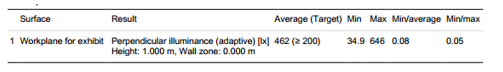 Surface Result Average (Target) Min Max Min/average Min/max
1 Workplane for exhibit Perpendicular illuminance (adaptive) [lx] 462 (≥ 200) 34.9 646 0.08 0.05
Height: 1.000 m, Wall zone: 0.000 m